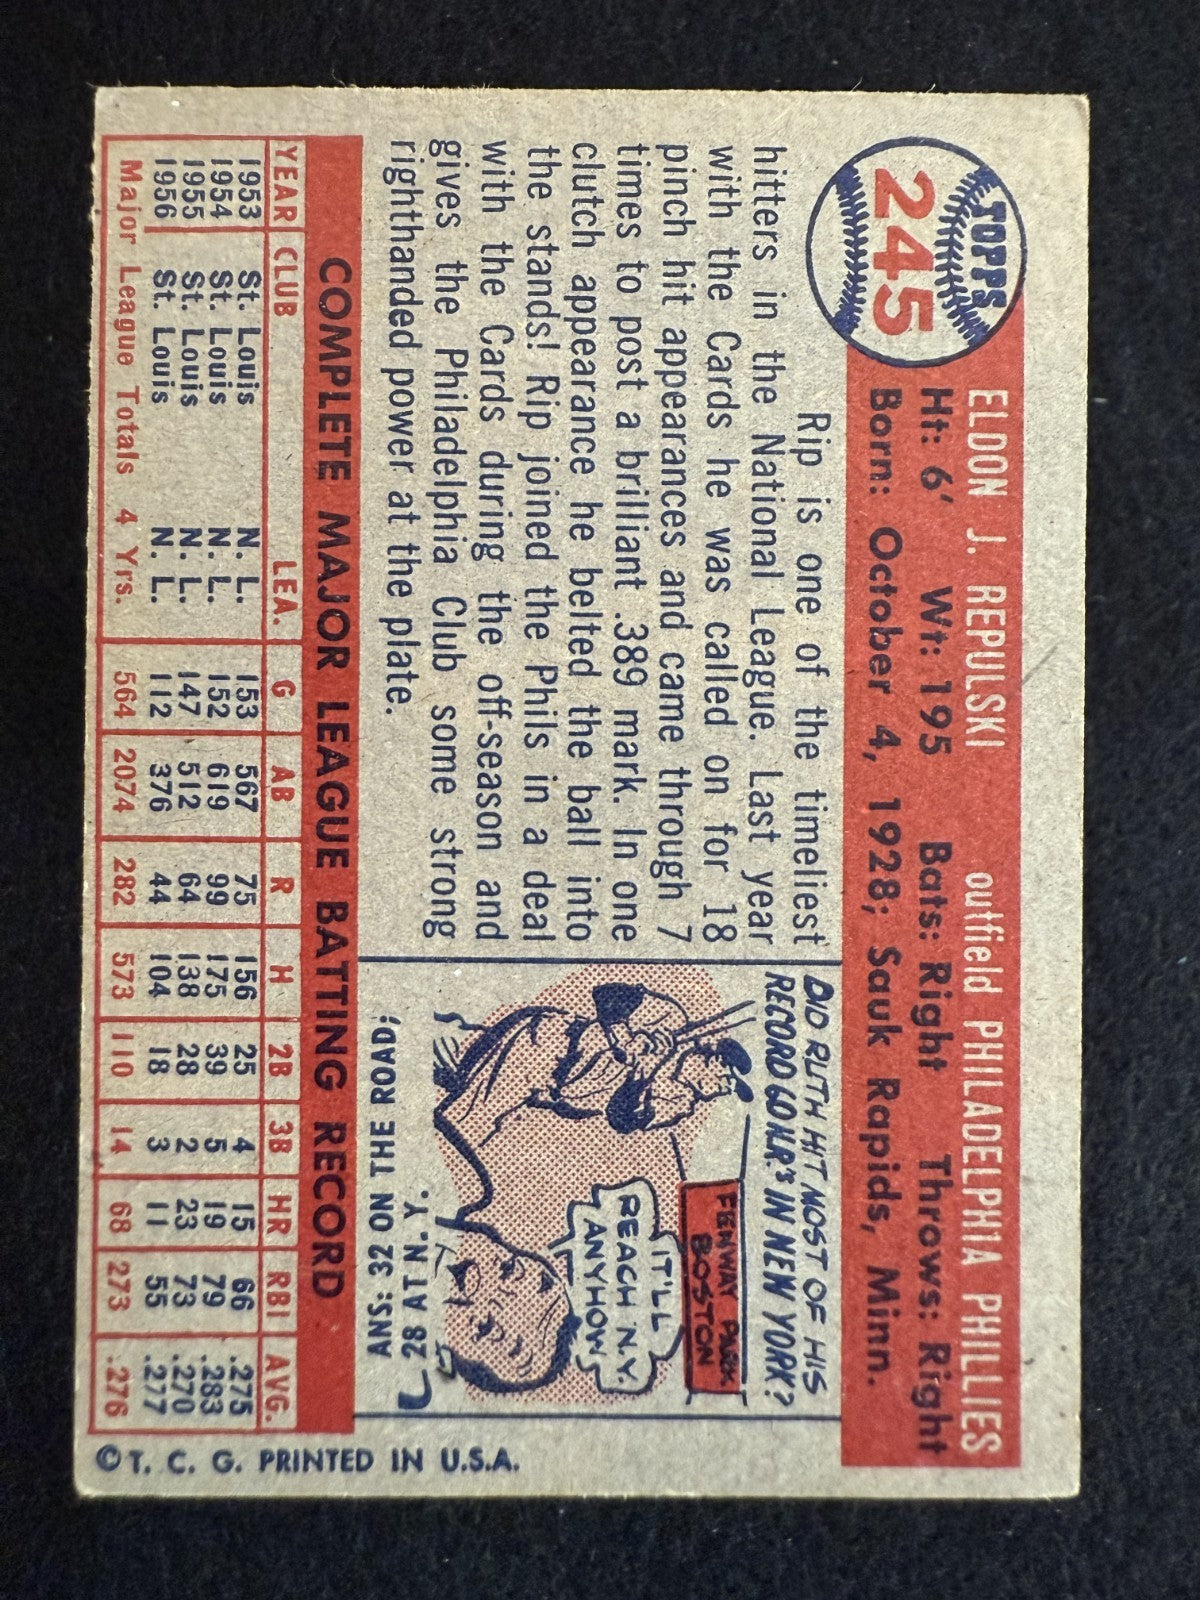 TOPPS
245
ELDON J. REPULSKI outfield PHILADELPHIA PHILLIES
Ht: 6' Wt: 195 Bats: Right Throws: Right
Born: October 4, 1928; Sauk Rapids, Minn.
Rip is one of the timeliest
hitters in the National League. Last year
with the Cards he was called on for 18
pinch hit appearances and came through 7
times to post a brilliant .389 mark. In one
clutch appearance he belted the ball into
the stands! Rip joined the Phils in a deal
with the Cards during the off-season and
gives the Philadelphia Club some strong
righthanded power at the plate.
DID RUTH HIT MOST OF HIS
RECORD 60 H.R.'S IN NEW YORK?
FENWAY PARK
BOSTON
IT'LL
REACH N.Y.
ANYHOW
ANS: 32 ON THE ROAD;
28 AT N.Y.
COMPLETE MAJOR LEAGUE BATTING RECORD
YEAR CLUB LEA. G AB R H 2B 3B HR RBI AVG.
1953 St. Louis N. L. 153 567 75 156 25 4 15 66 .275
1954 St. Louis N. L. 152 619 99 175 39 5 19 79 .283
1955 St. Louis N. L. 147 512 64 138 28 2 23 73 .270
1956 St. Louis N. L. 112 376 44 104 18 3 11 55 .277
Major League Totals 4 Yrs. 564 2074 282 573 110 14 68 273 .276
© T. C. G. PRINTED IN U.S.A.